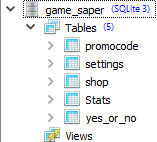 game_saper (SQLite 3)
Tables (5)
promocode
settings
shop
Stats
yes_or_no
Views